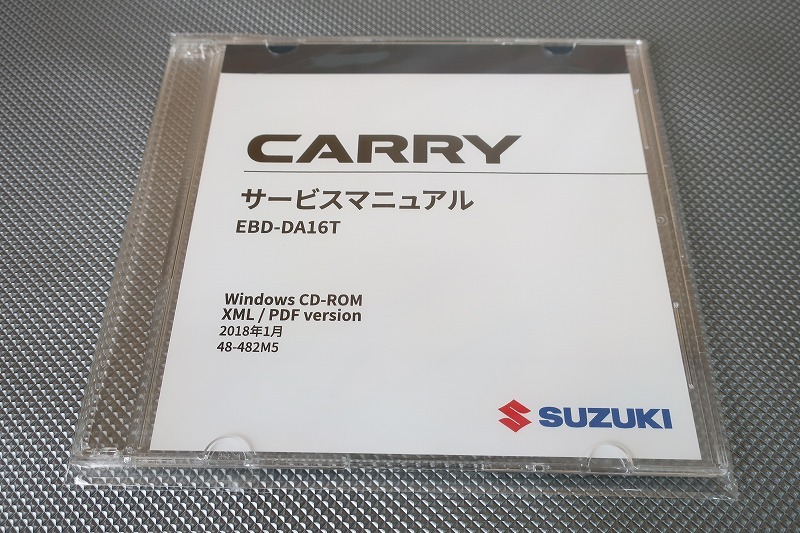 CARRY
サービスマニュアル
EBD-DA16T
Windows CD-ROM
XML / PDF version
2018年1月
48-482M5
SUZUKI